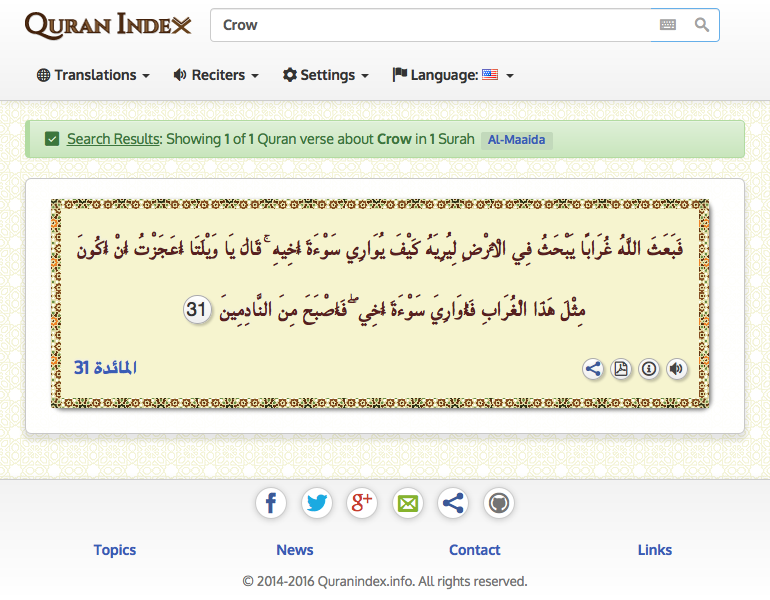 QURAN INDEX
Crow
Translations
Reciters
Settings
Language:
Search Results: Showing 1 of 1 Quran verse about Crow in 1 Surah Al-Maaida
فَبَعَثَ اللَّهُ غُرَابًا يَبْحَثُ فِي الْأَرْضِ لِيُرِيَهُ كَيْفَ يُوَارِي سَوْءَةَ أَخِيهِ ۚ قَالَ يَا وَيْلَتَا أَعَجَزْتُ أَنْ أَكُونَ
مِثْلَ هَٰذَا الْغُرَابِ فَأُوَارِيَ سَوْءَةَ أَخِي ۖ فَأَصْبَحَ مِنَ النَّادِمِينَ 31
المائدة 31
Topics
News
Contact
Links
© 2014-2016 Quranindex.info. All rights reserved.